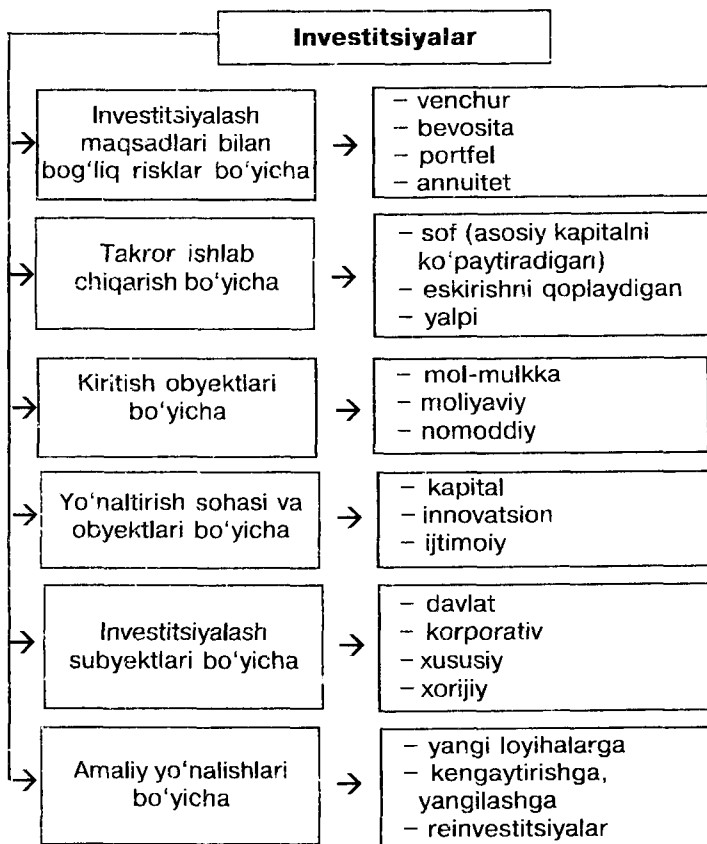 Investitsiyalar
Investitsiyalash
maqsadlari bilan
bog‘liq risklar bo‘yicha
– venchur
– bevosita
– portfel
– annuitet
Takror ishlab
chiqarish bo‘yicha
– sof (asosiy kapitalni
ko‘paytiradigan)
– eskirishni qoplaydigan
– yalpi
Kiritish obyektlari
bo‘yicha
– mol-mulkka
– moliyaviy
– nomoddiy
Yo‘naltirish sohasi va
obyektlari bo‘yicha
– kapital
– innovatsion
– ijtimoiy
Investitsiyalash
subyektlari bo‘yicha
– davlat
– korporativ
– xususiy
– xorijiy
Amaliy yo‘nalishlari
bo‘yicha
– yangi loyihalarga
– kengaytirishga,
yangilashga
– reinvestitsiyalar